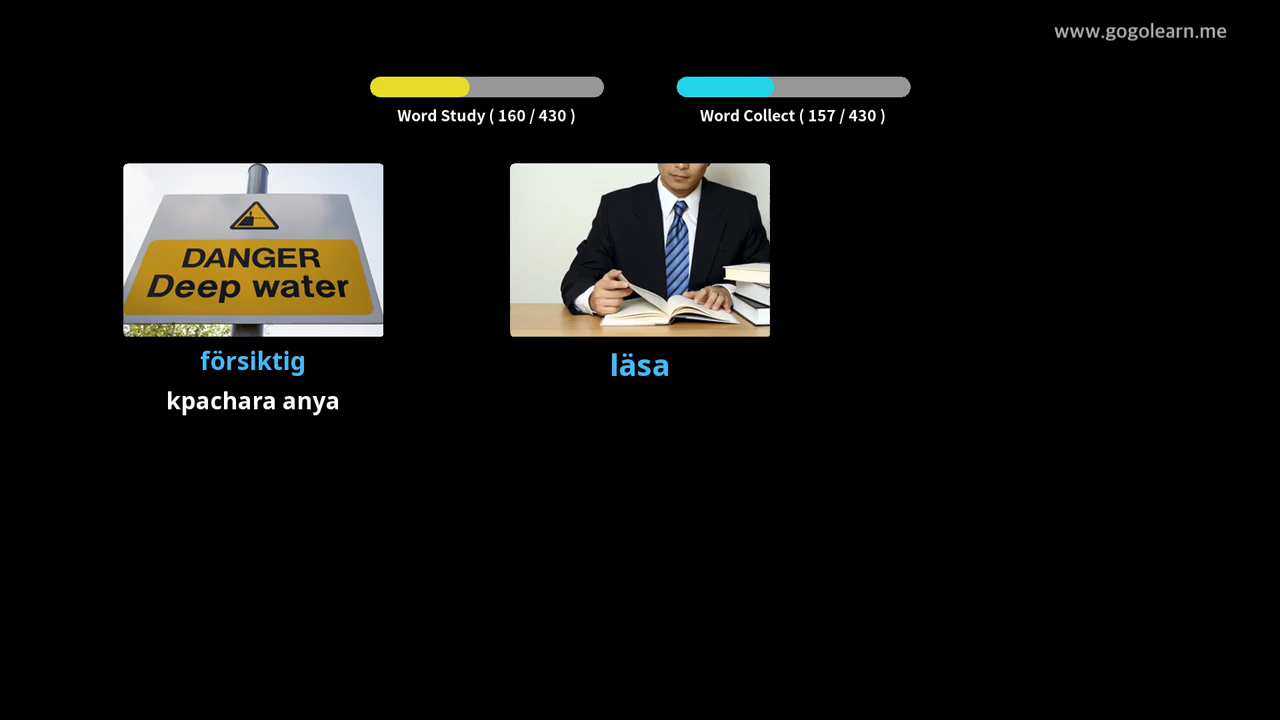 www.gogolearn.me
Word Study ( 160 / 430 )
Word Collect ( 157 / 430 )
DANGER
Deep water
försiktig
kpachara anya
läsa